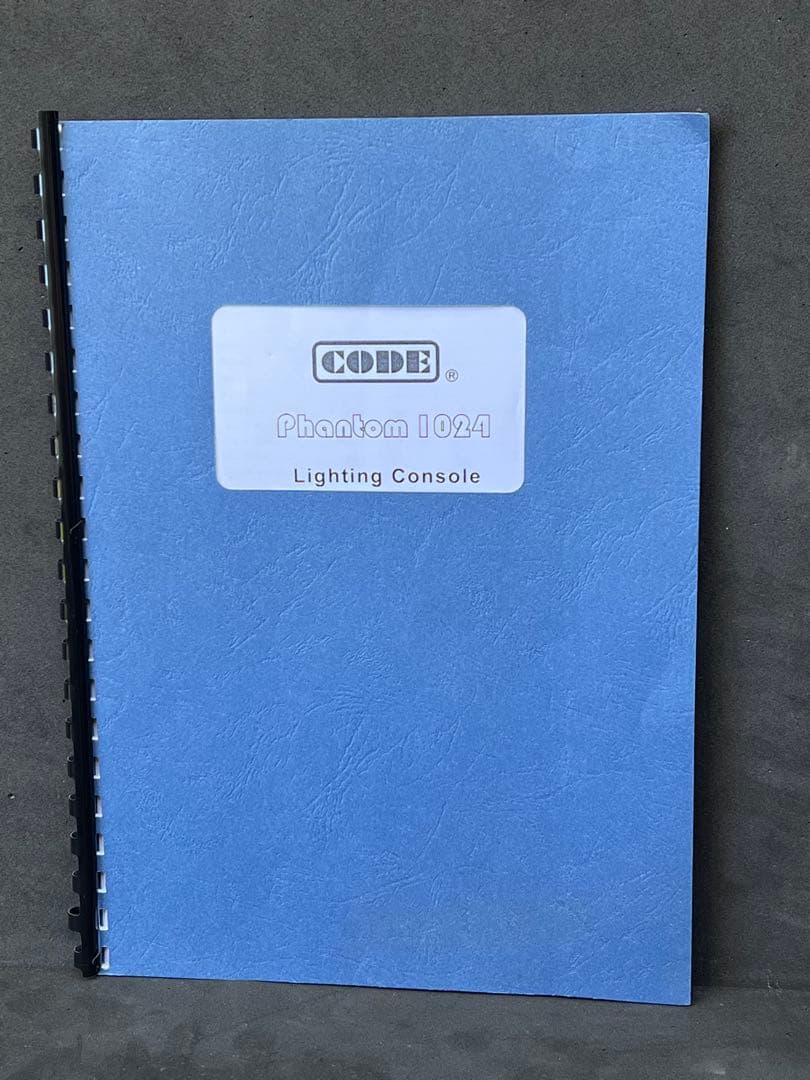 CODE ®
Phantom 1024
Lighting Console